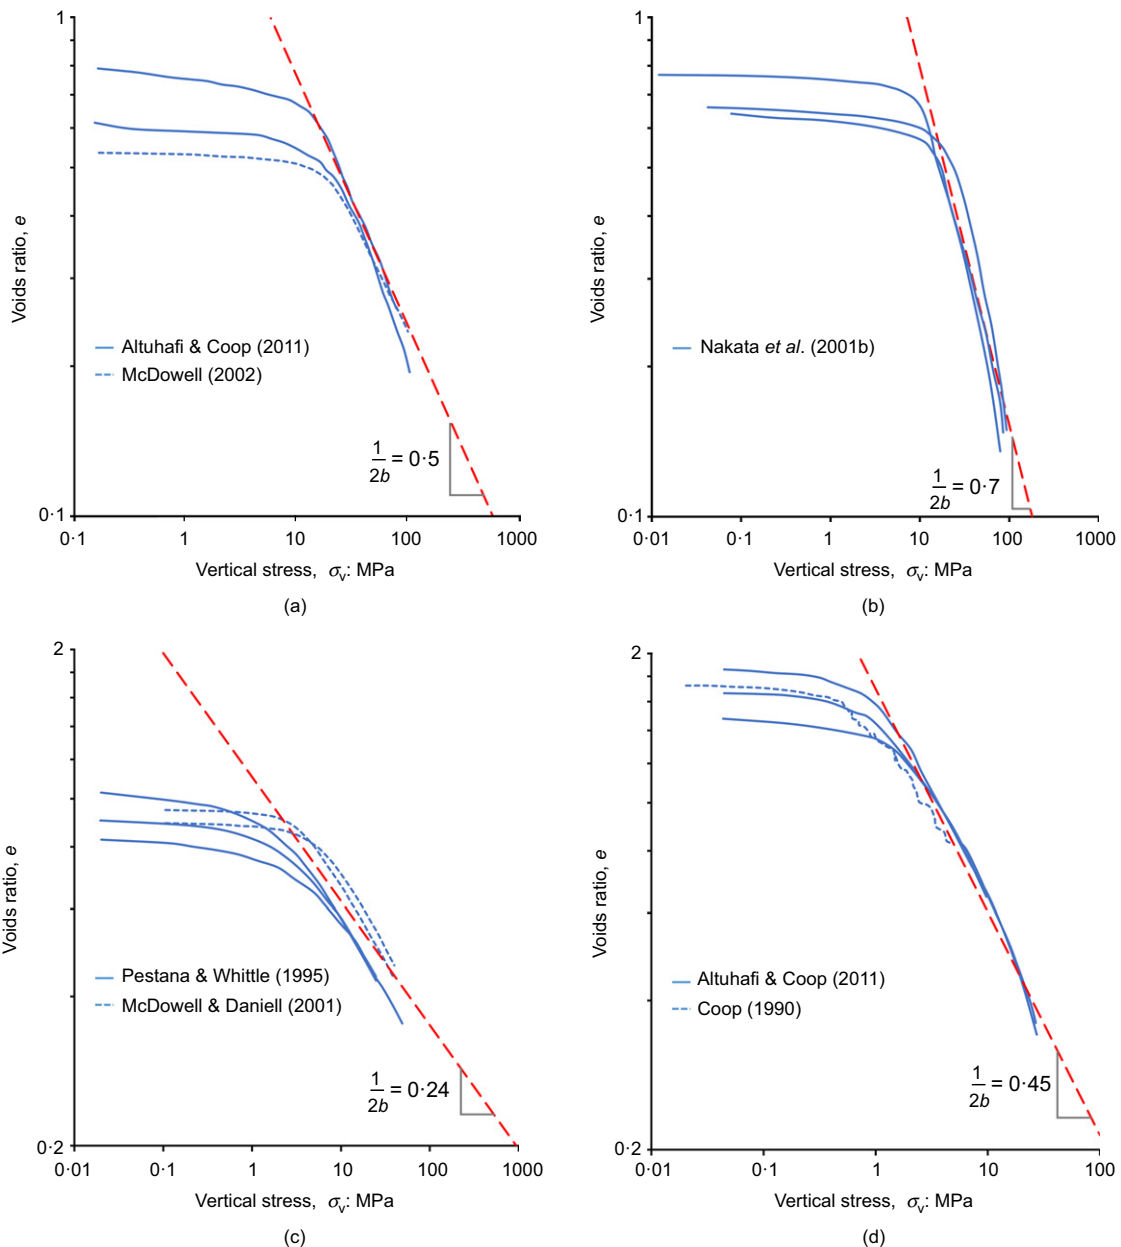 1
Voids ratio, e
Altuhafi & Coop (2011)
McDowell (2002)
1/2b = 0·5
0·1
0·1 1 10 100 1000
Vertical stress, σv: MPa
(a)
1
Voids ratio, e
Nakata et al. (2001b)
1/2b = 0·7
0·1
0·01 0·1 1 10 100 1000
Vertical stress, σv: MPa
(b)
2
Voids ratio, e
Pestana & Whittle (1995)
McDowell & Daniell (2001)
1/2b = 0·24
0·2
0·01 0·1 1 10 100 1000
Vertical stress, σv: MPa
(c)
2
Voids ratio, e
Altuhafi & Coop (2011)
Coop (1990)
1/2b = 0·45
0·2
0·01 0·1 1 10 100
Vertical stress, σv: MPa
(d)